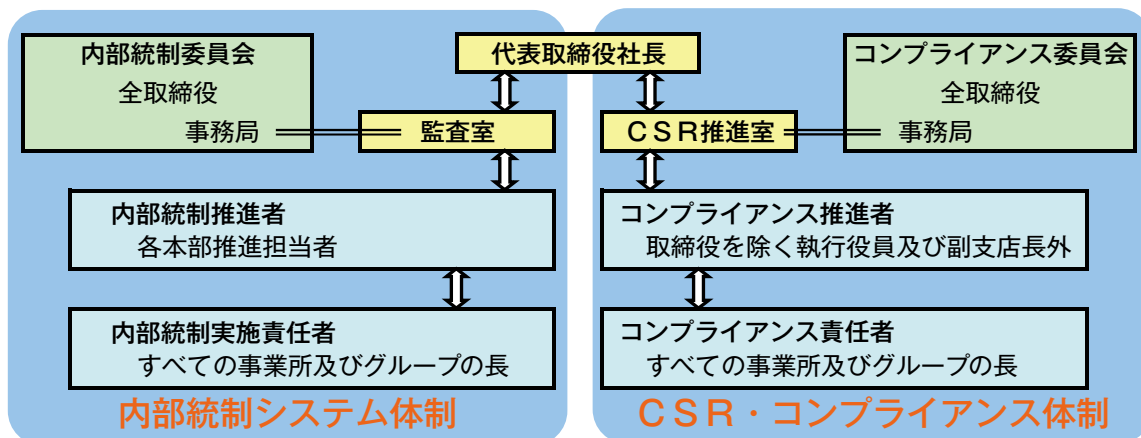 代表取締役社長
内部統制委員会
全取締役
事務局
監査室
内部統制推進者
各本部推進担当者
内部統制実施責任者
すべての事業所及びグループの長
内部統制システム体制
コンプライアンス委員会
全取締役
CSR推進室
事務局
コンプライアンス推進者
取締役を除く執行役員及び副支店長外
コンプライアンス責任者
すべての事業所及びグループの長
CSR・コンプライアンス体制